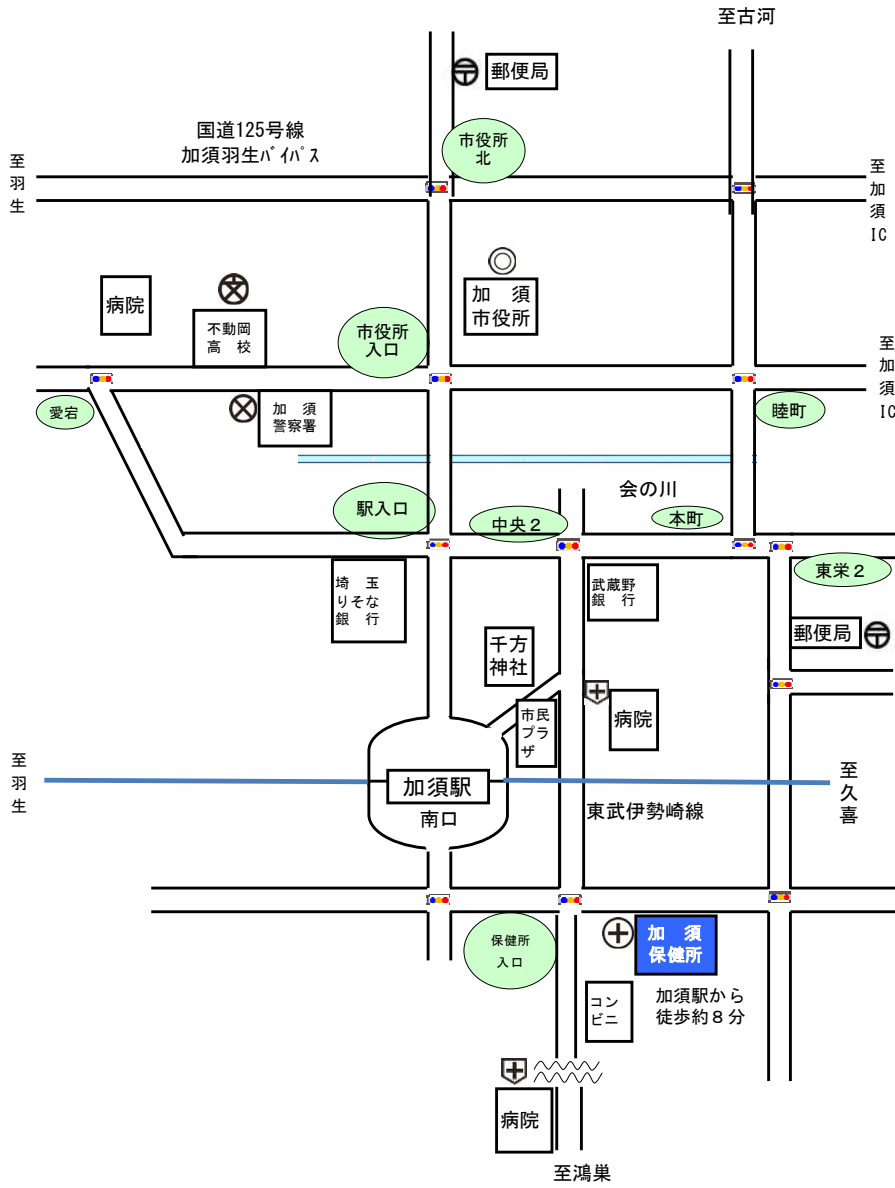 至古河
郵便局
国道125号線
加須羽生ﾊﾞｲﾊﾟｽ
市役所
北
至羽生
至加須IC
病院
不動岡
高　校
加　須
市役所
市役所
入口
至加須IC
愛宕
加　須
警察署
睦町
会の川
駅入口
中央２
本町
東栄２
埼　玉
りそな
銀　行
武蔵野
銀　行
郵便局
千方
神社
市民
プラ
ザ
病院
至羽生
加須駅
南口
東武伊勢崎線
至久喜
保健所
入口
加　須
保健所
コン
ビニ
加須駅から
徒歩約８分
病院
至鴻巣